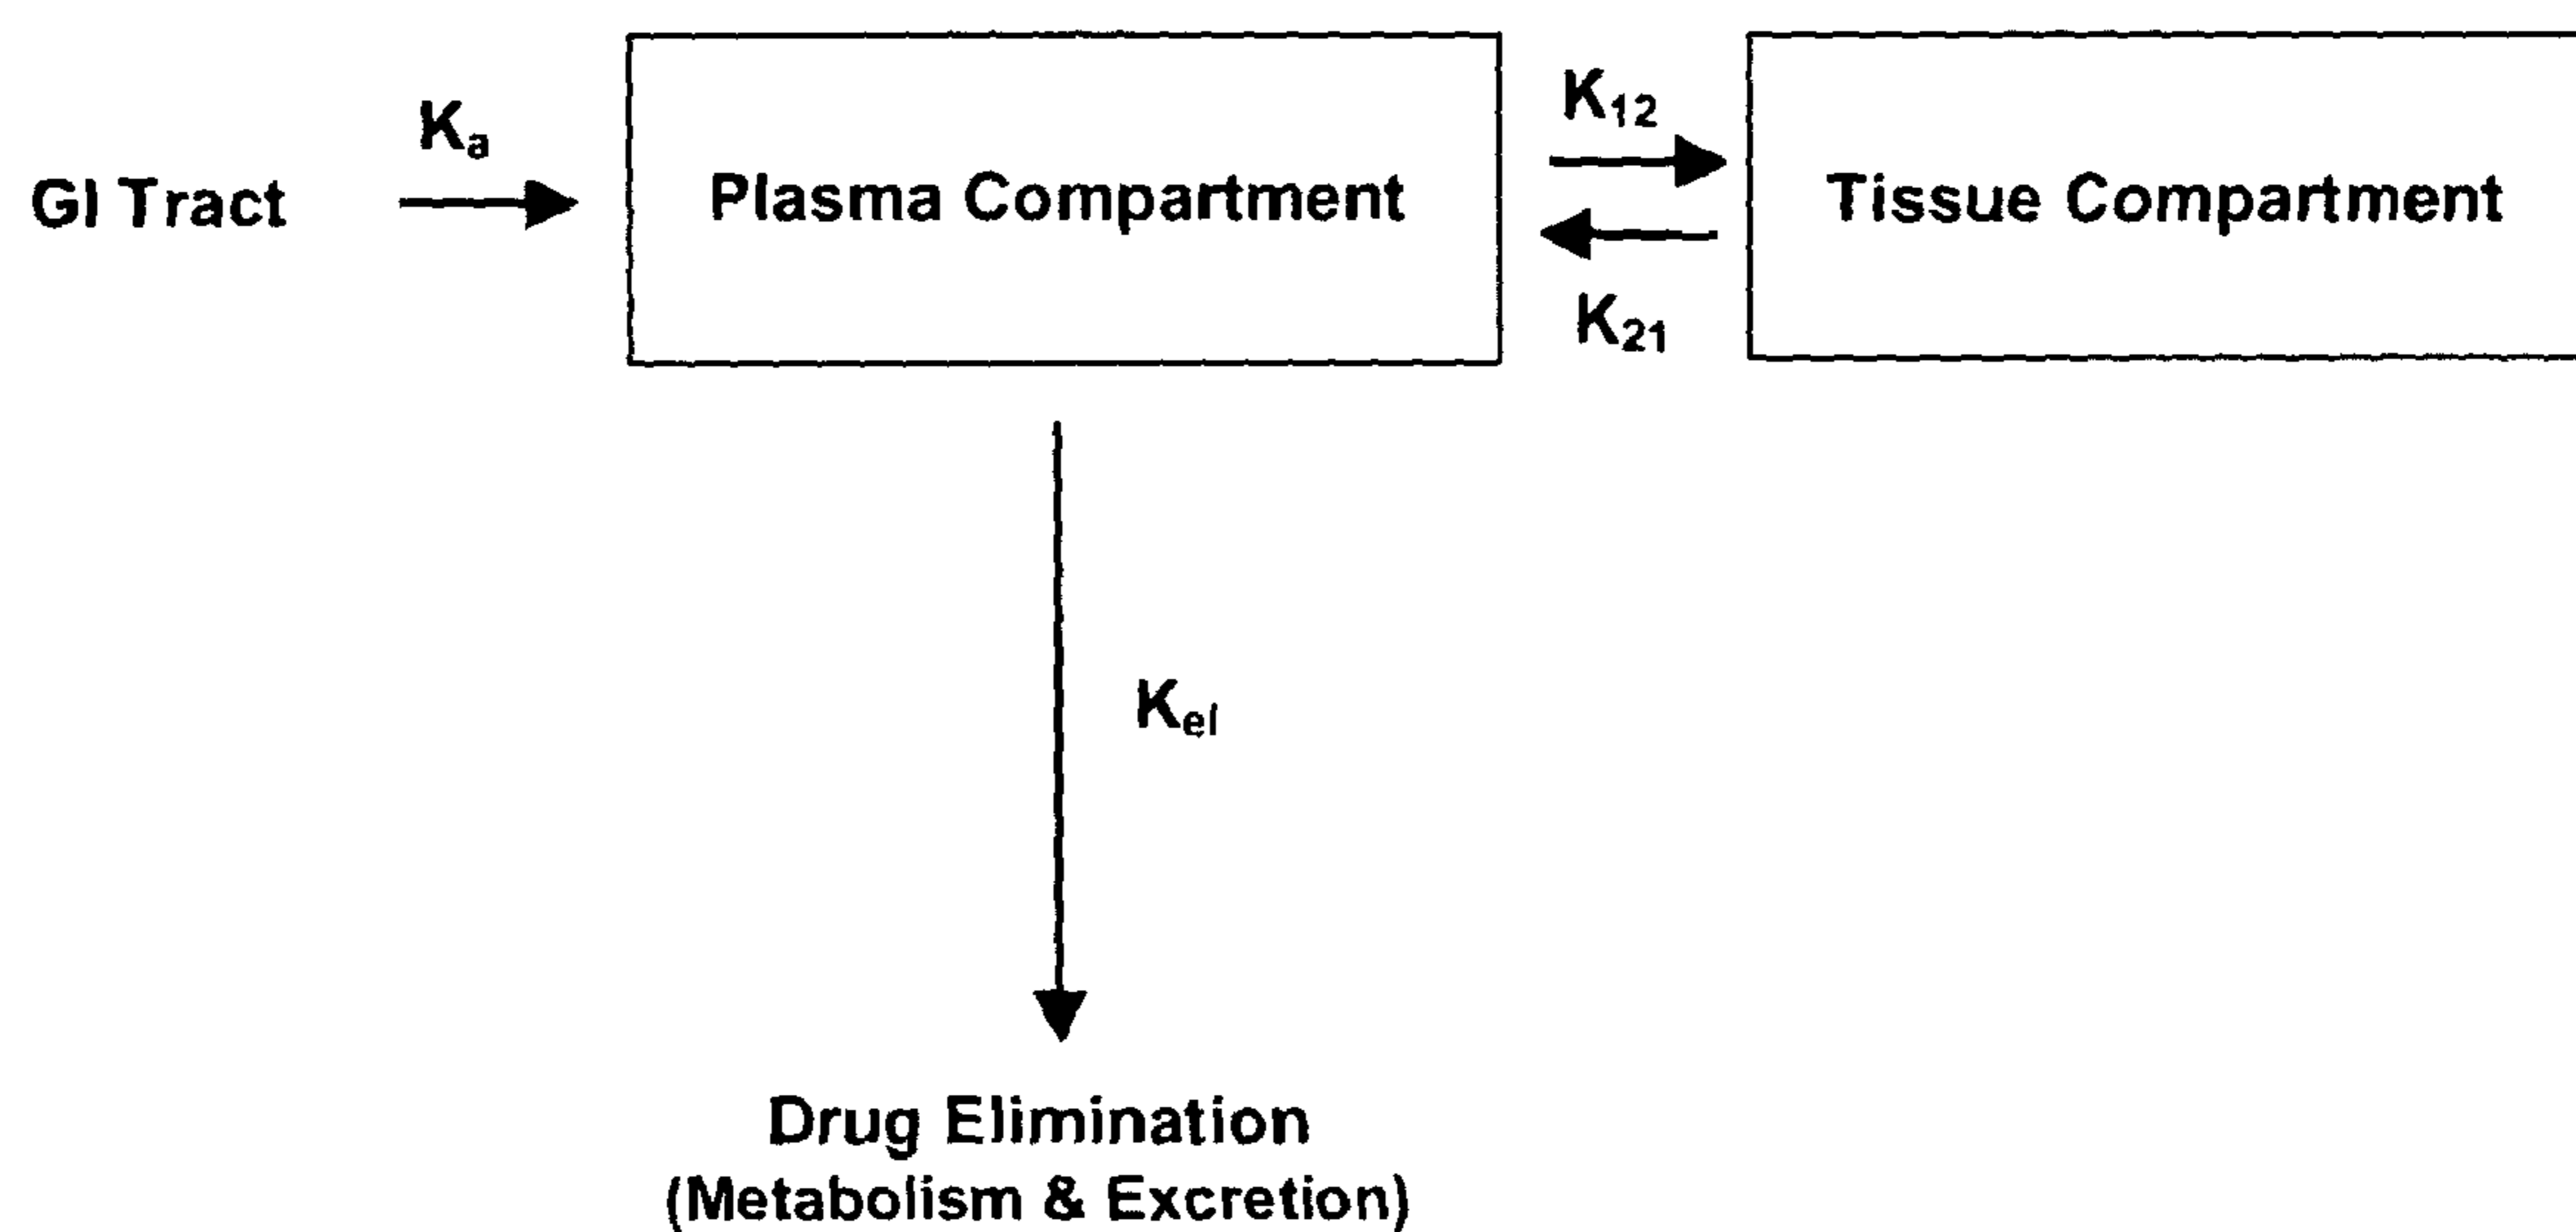 GI Tract
Kₐ
Plasma Compartment
K₁₂
K₂₁
Tissue Compartment
Kₑₗ
Drug Elimination
(Metabolism & Excretion)